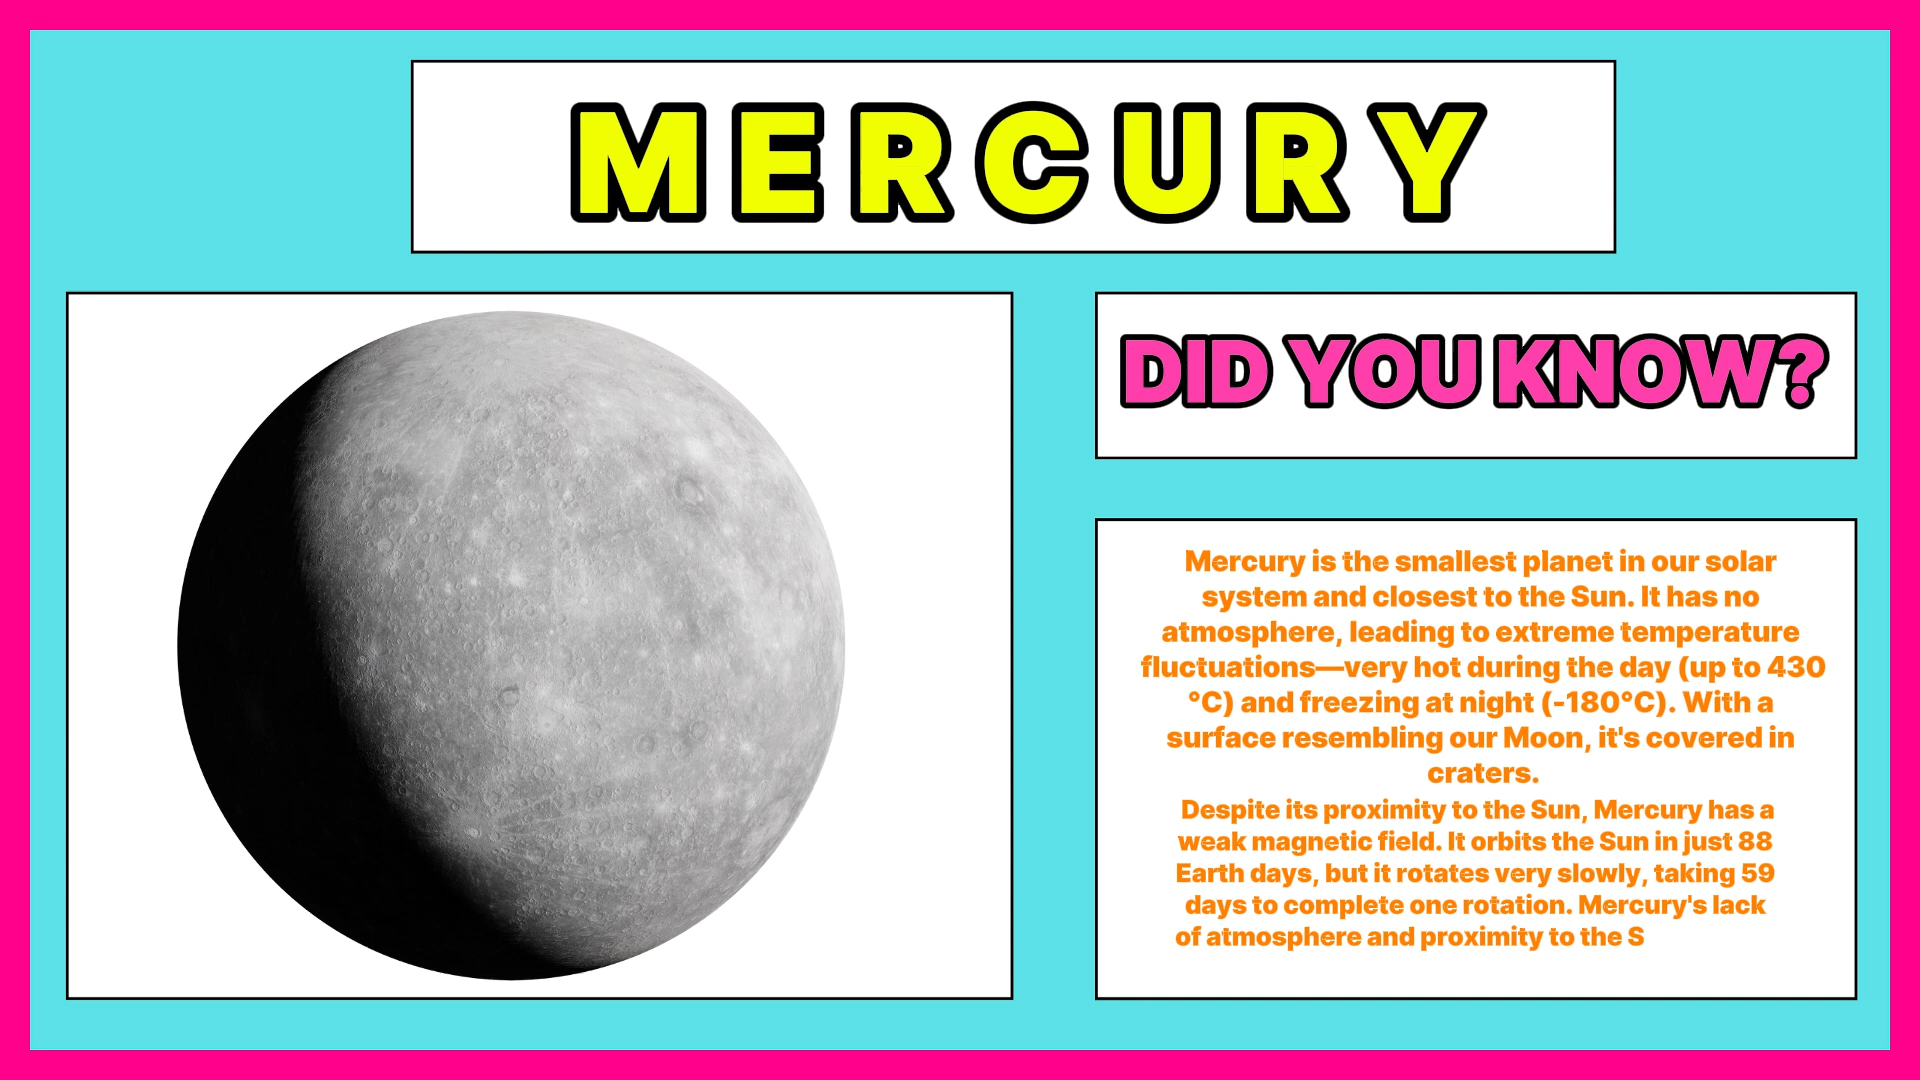 MERCURY
DID YOU KNOW?
Mercury is the smallest planet in our solar
system and closest to the Sun. It has no
atmosphere, leading to extreme temperature
fluctuations—very hot during the day (up to 430
°C) and freezing at night (-180°C). With a
surface resembling our Moon, it's covered in
craters.
Despite its proximity to the Sun, Mercury has a
weak magnetic field. It orbits the Sun in just 88
Earth days, but it rotates very slowly, taking 59
days to complete one rotation. Mercury's lack
of atmosphere and proximity to the S